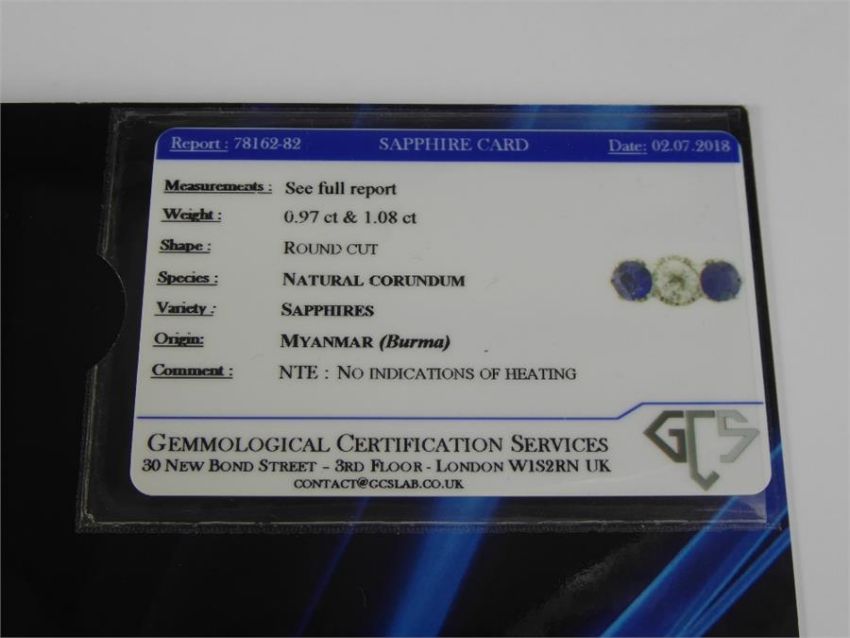 Report : 78162-82 SAPPHIRE CARD Date: 02.07.2018
Measurements : See full report
Weight : 0.97 ct & 1.08 ct
Shape : ROUND CUT
Species : NATURAL CORUNDUM
Variety : SAPPHIRES
Origin: MYANMAR (Burma)
Comment : NTE : NO INDICATIONS OF HEATING
GCS
GEMMOLOGICAL CERTIFICATION SERVICES
30 NEW BOND STREET – 3RD FLOOR - LONDON W1S2RN UK
CONTACT@GCSLAB.CO.UK